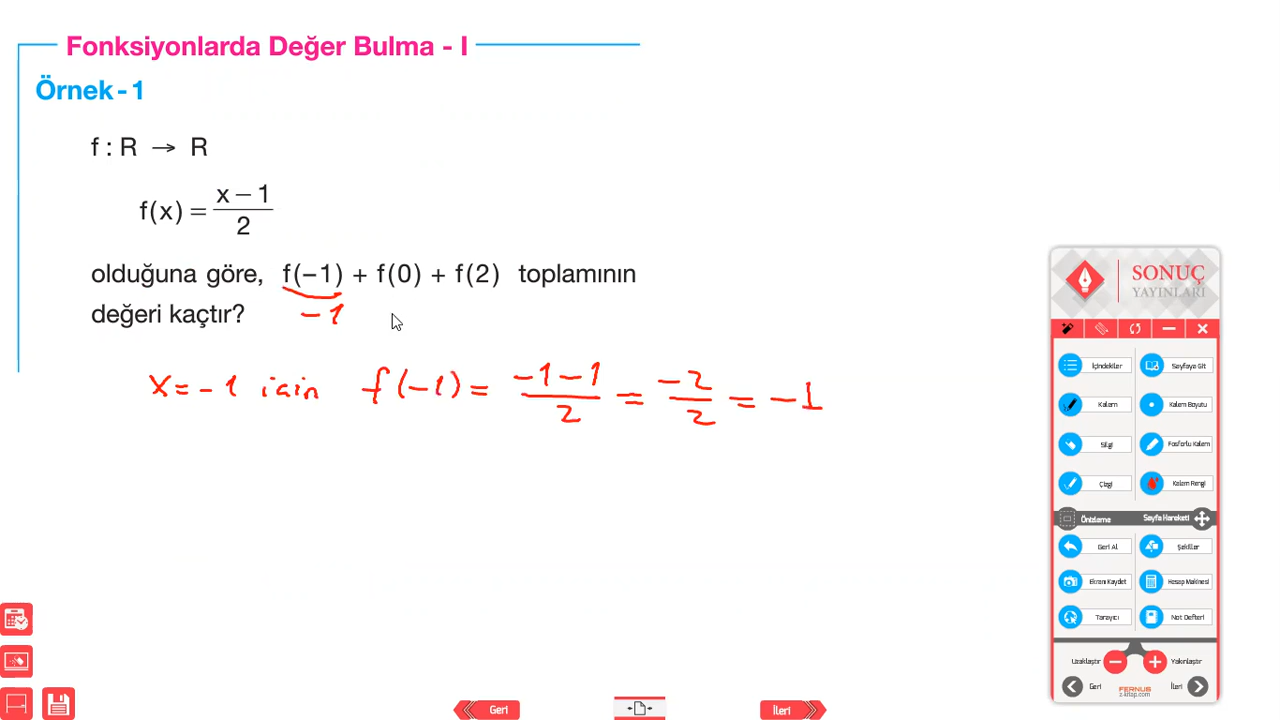 Fonksiyonlarda Değer Bulma - I
Örnek - 1
f : R → R
f(x) = x − 1 / 2
olduğuna göre, f(−1) + f(0) + f(2) toplamının
değeri kaçtır? −1
x = −1 için f(−1) = −1−1 / 2 = −2 / 2 = −1
SONUÇ
YAYINLARI
İçindekiler Sayfaya Git
Kalem Kalem Boyutu
Silgi Fosforlu Kalem
Çizgi Kalem Rengi
Önizleme Sayfa Hareketi
Geri Al Şekiller
Ekranı Kaydet Hesap Makinesi
Tarayıcı Not Defteri
Uzaklaştır Yakınlaştır
Geri FERNUS İleri
z-kitap.com
Geri İleri